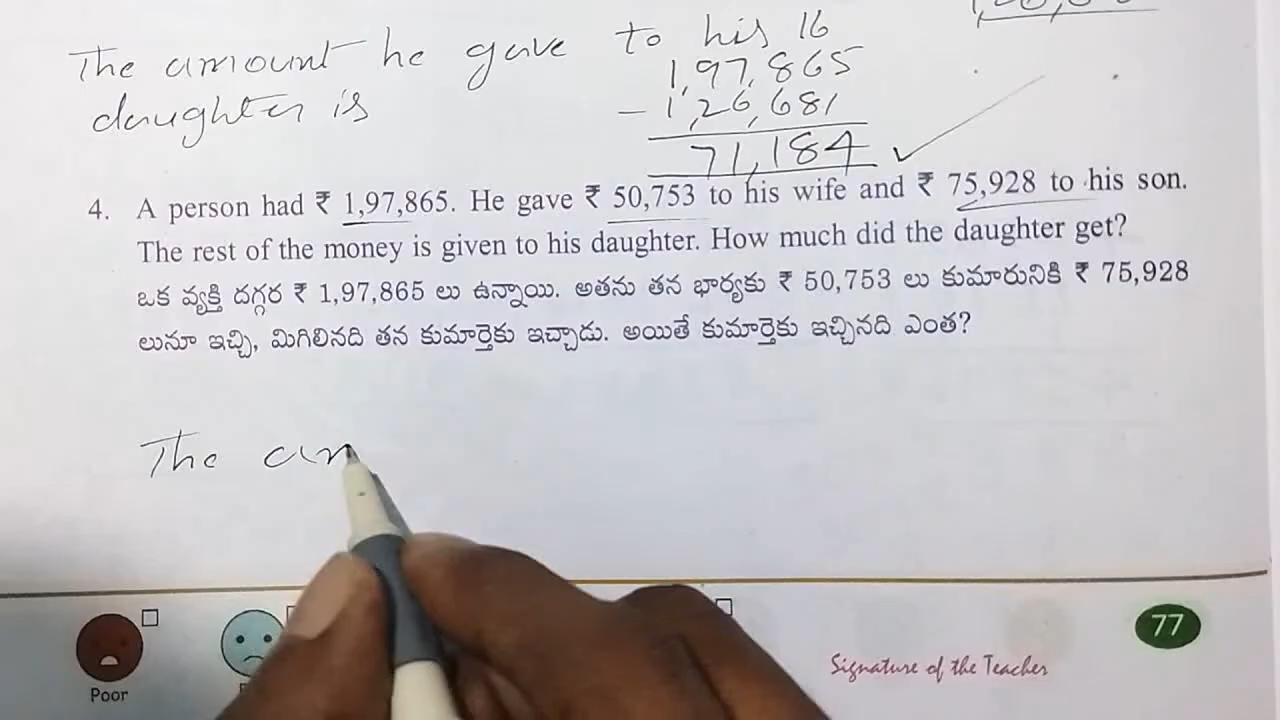 The amount he gave to his 16
daughter is
1,97,865
- 1,26,681
71,184
4. A person had ₹ 1,97,865. He gave ₹ 50,753 to his wife and ₹ 75,928 to his son.
The rest of the money is given to his daughter. How much did the daughter get?
ఒక వ్యక్తి దగ్గర ₹ 1,97,865 లు ఉన్నాయి. అతను తన భార్యకు ₹ 50,753 లు కుమారునికి ₹ 75,928
లునూ ఇచ్చి, మిగిలినది తన కుమార్తెకు ఇచ్చాడు. అయితే కుమార్తెకు ఇచ్చినది ఎంత?
The am
Poor
77
Signature of the Teacher